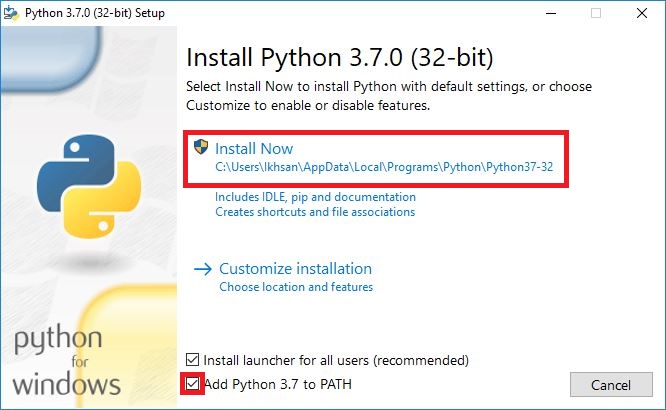 Python 3.7.0 (32-bit) Setup
Install Python 3.7.0 (32-bit)
Select Install Now to install Python with default settings, or choose
Customize to enable or disable features.
Install Now
C:\Users\Ikhsan\AppData\Local\Programs\Python\Python37-32
Includes IDLE, pip and documentation
Creates shortcuts and file associations
Customize installation
Choose location and features
python
for
windows
Install launcher for all users (recommended)
Add Python 3.7 to PATH
Cancel